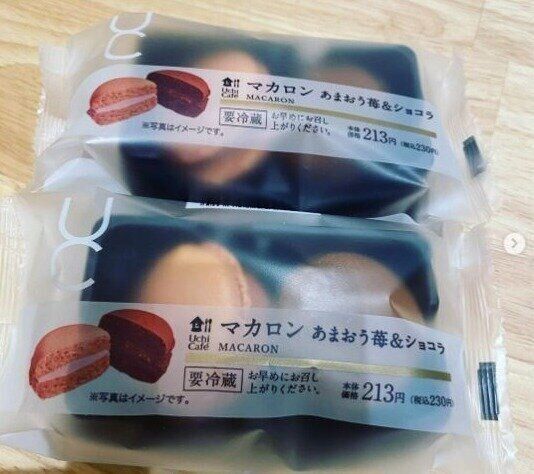 UC
Uchi Café
マカロン あまおう苺&ショコラ
MACARON
※写真はイメージです。
要冷蔵 お早めにお召し上がりください。
本体価格 213円 (税込230円)
UC
Uchi Café
マカロン あまおう苺&ショコラ
MACARON
※写真はイメージです。
要冷蔵 お早めにお召し上がりください。
本体価格 213円 (税込230円)